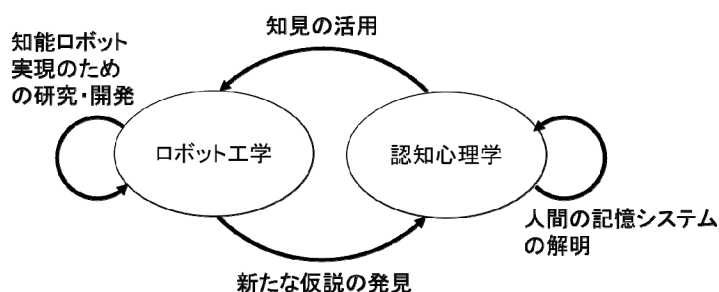 知見の活用
知能ロボット
実現のため
の研究・開発
ロボット工学
認知心理学
人間の記憶システム
の解明
新たな仮説の発見